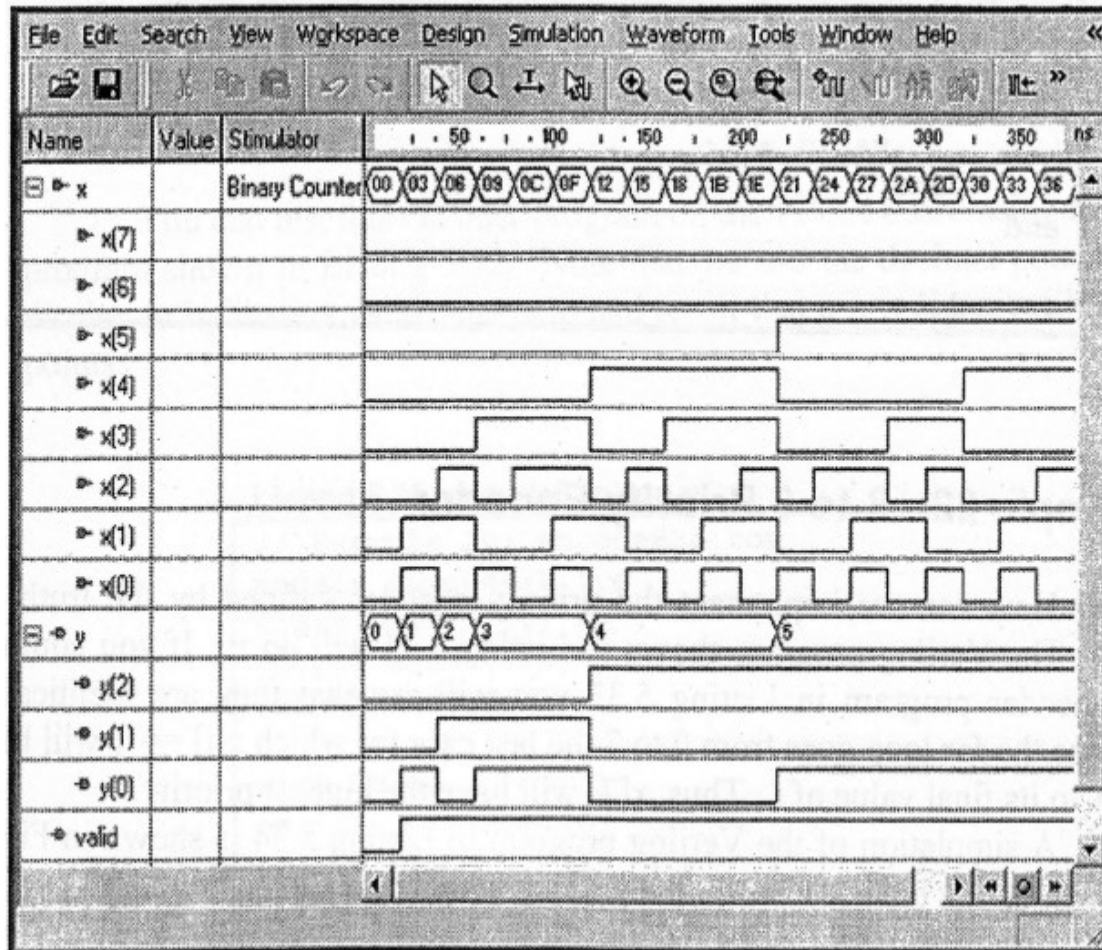 File Edit Search View Workspace Design Simulation Waveform Tools Window Help «
»
Name Value Stimulator 50 100 150 200 250 300 350 ns
x Binary Counter 00 03 06 09 0C 0F 12 15 18 1B 1E 21 24 27 2A 2D 30 33 36
x[7]
x[6]
x[5]
x[4]
x[3]
x[2]
x[1]
x[0]
y 0 1 2 3 4 5
y[2]
y[1]
y[0]
valid